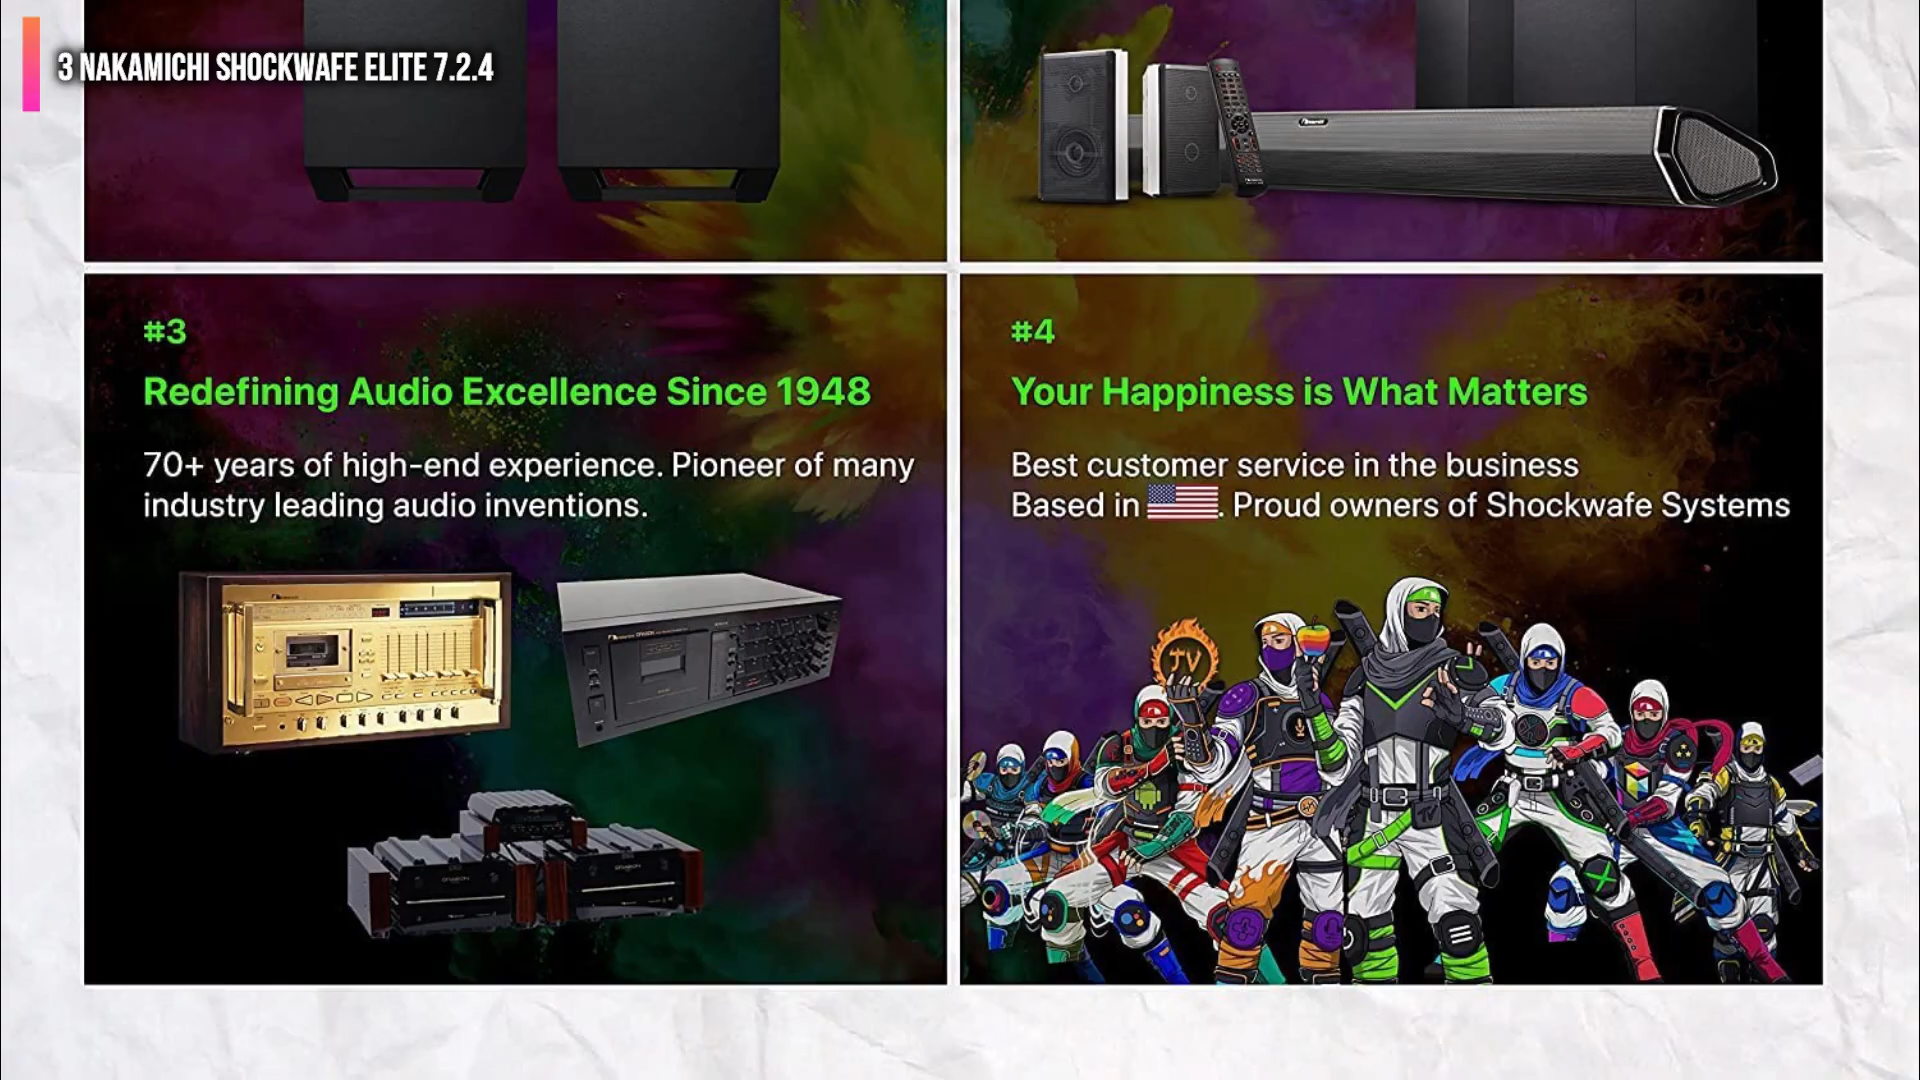 3 NAKAMICHI SHOCKWAFE ELITE 7.2.4
#3
Redefining Audio Excellence Since 1948
70+ years of high-end experience. Pioneer of many
industry leading audio inventions.
#4
Your Happiness is What Matters
Best customer service in the business
Based in . Proud owners of Shockwafe Systems
TV